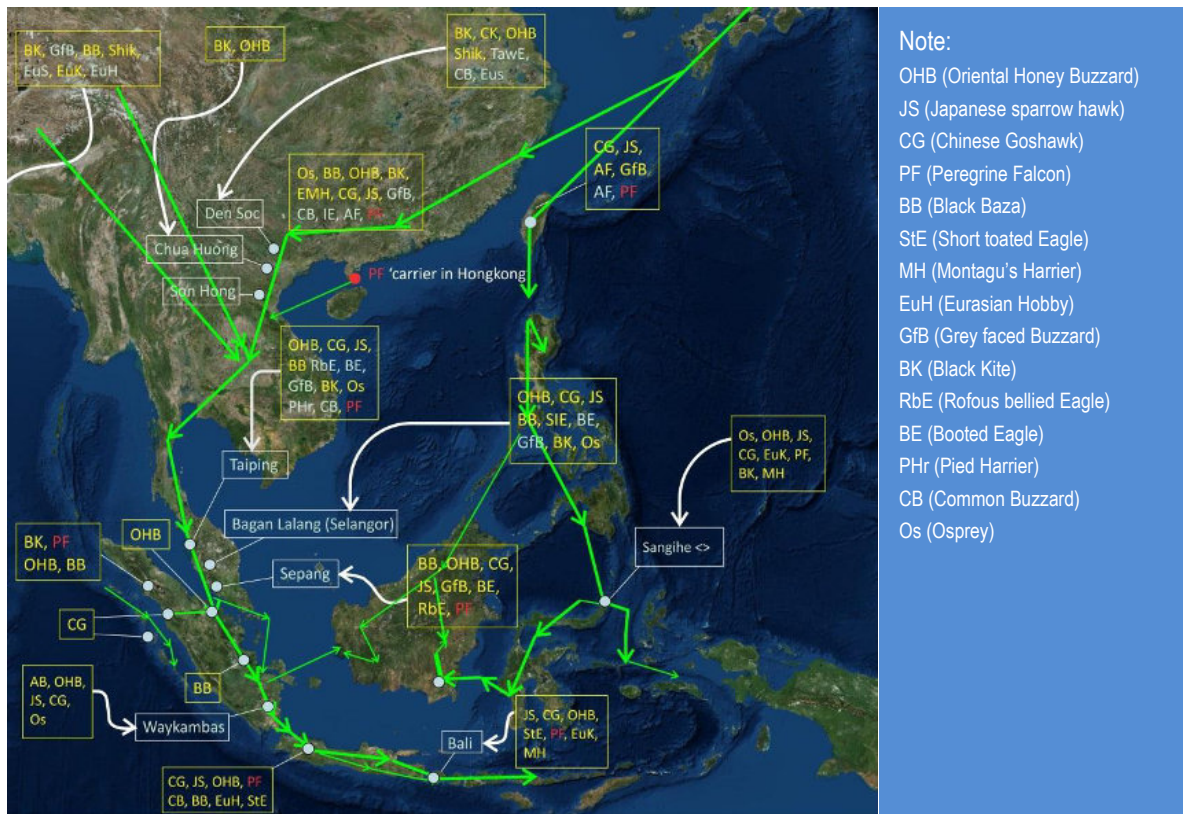 BK, GfB, BB, Shik,
EuS, EuK, EuH
BK, OHB
BK, CK, OHB
Shik, TawE,
CB, Eus
CG, JS,
AF, GfB
AF, PF
Os, BB, OHB, BK,
EMH, CG, JS, GfB,
CB, IE, AF, PF
Den Soc
Chua Huong
Son Hong
PF 'carrier in Hongkong
OHB, CG, JS,
BB RbE, BE,
GfB, BK, Os
PHr, CB, PF
OHB, CG, JS
BB, SIE, BE,
GfB, BK, Os
Os, OHB, JS,
CG, EuK, PF,
BK, MH
Taiping
Bagan Lalang (Selangor)
Sangihe <>
OHB
BK, PF
OHB, BB
Sepang
BB, OHB, CG,
JS, GfB, BE,
RbE, PF
CG
BB
AB, OHB,
JS, CG,
Os
Waykambas
Bali
JS, CG, OHB,
StE, PF, EuK,
MH
CG, JS, OHB, PF
CB, BB, EuH, StE
Note:
OHB (Oriental Honey Buzzard)
JS (Japanese sparrow hawk)
CG (Chinese Goshawk)
PF (Peregrine Falcon)
BB (Black Baza)
StE (Short toated Eagle)
MH (Montagu's Harrier)
EuH (Eurasian Hobby)
GfB (Grey faced Buzzard)
BK (Black Kite)
RbE (Rofous bellied Eagle)
BE (Booted Eagle)
PHr (Pied Harrier)
CB (Common Buzzard)
Os (Osprey)